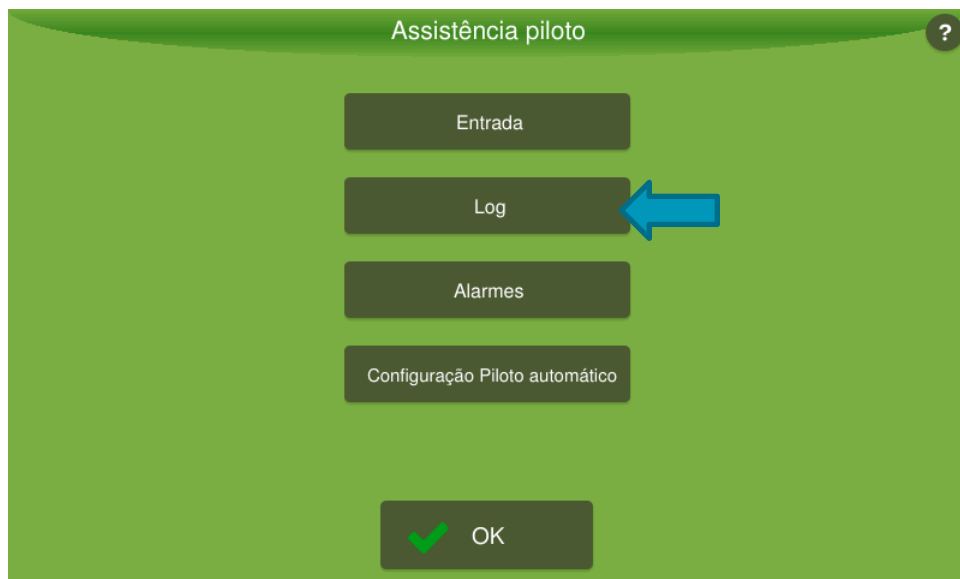 Assistência piloto
?
Entrada
Log
Alarmes
Configuração Piloto automático
OK